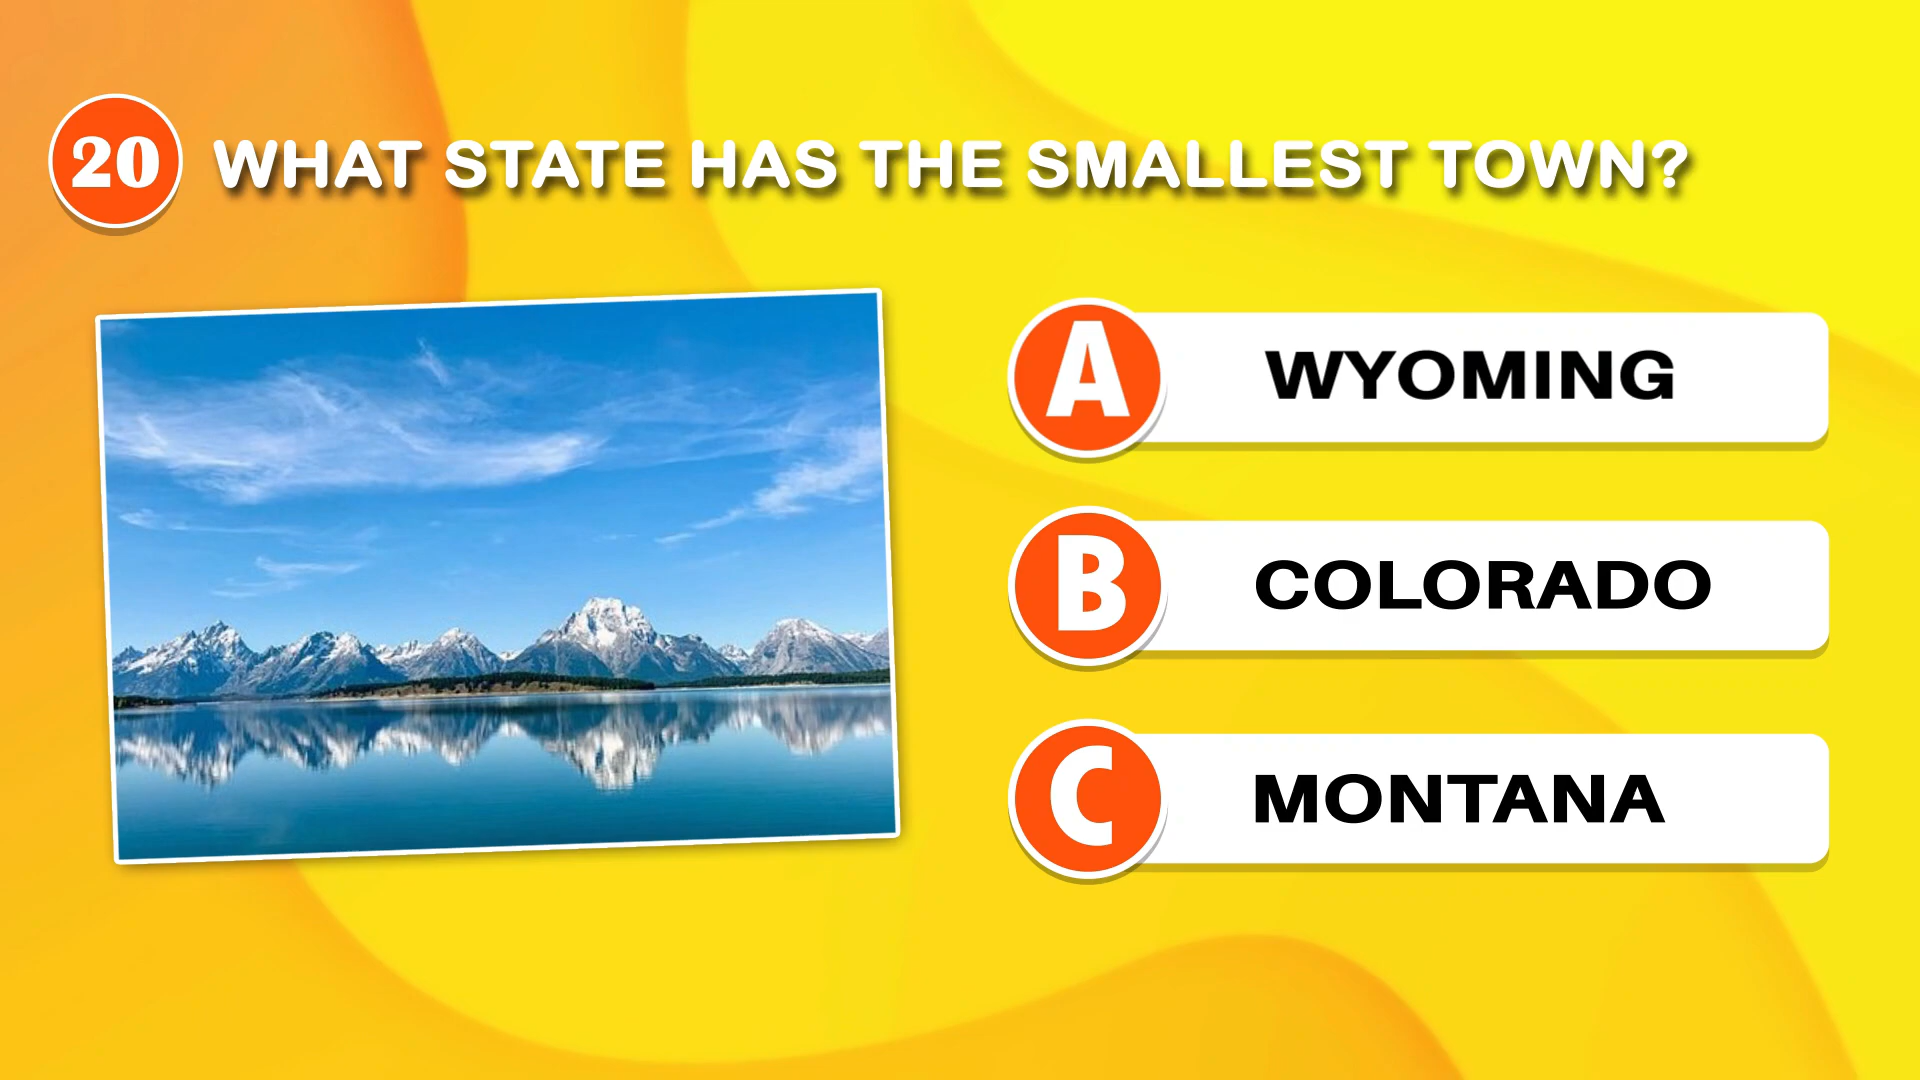 20 WHAT STATE HAS THE SMALLEST TOWN?
A WYOMING
B COLORADO
C MONTANA